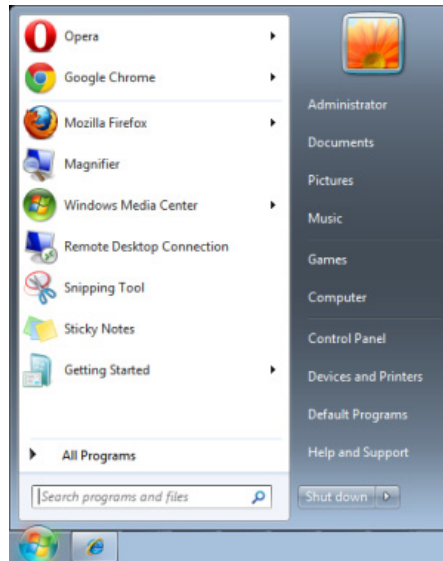 Opera
Google Chrome
Mozilla Firefox
Magnifier
Windows Media Center
Remote Desktop Connection
Snipping Tool
Sticky Notes
Getting Started
All Programs
Search programs and files
Administrator
Documents
Pictures
Music
Games
Computer
Control Panel
Devices and Printers
Default Programs
Help and Support
Shut down